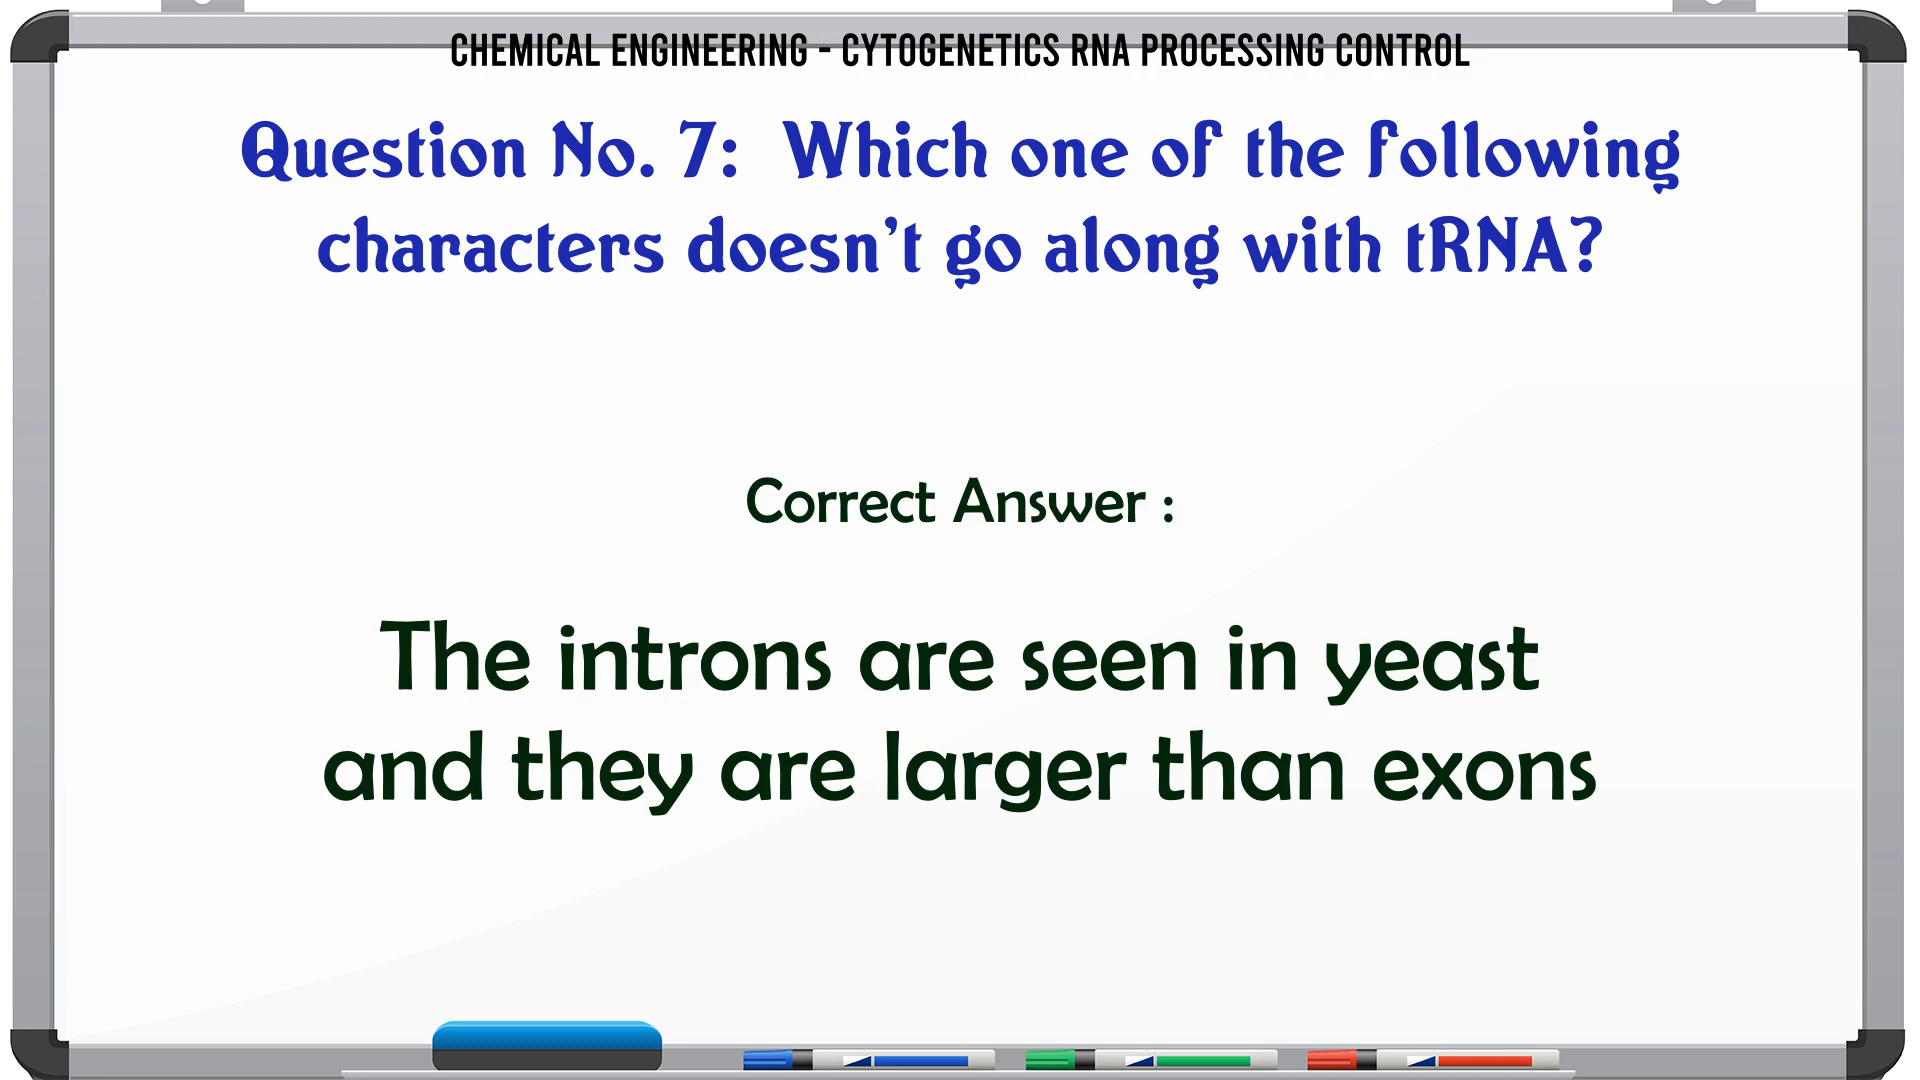 CHEMICAL ENGINEERING - CYTOGENETICS RNA PROCESSING CONTROL
Question No. 7: Which one of the following
characters doesn't go along with tRNA?
Correct Answer :
The introns are seen in yeast
and they are larger than exons